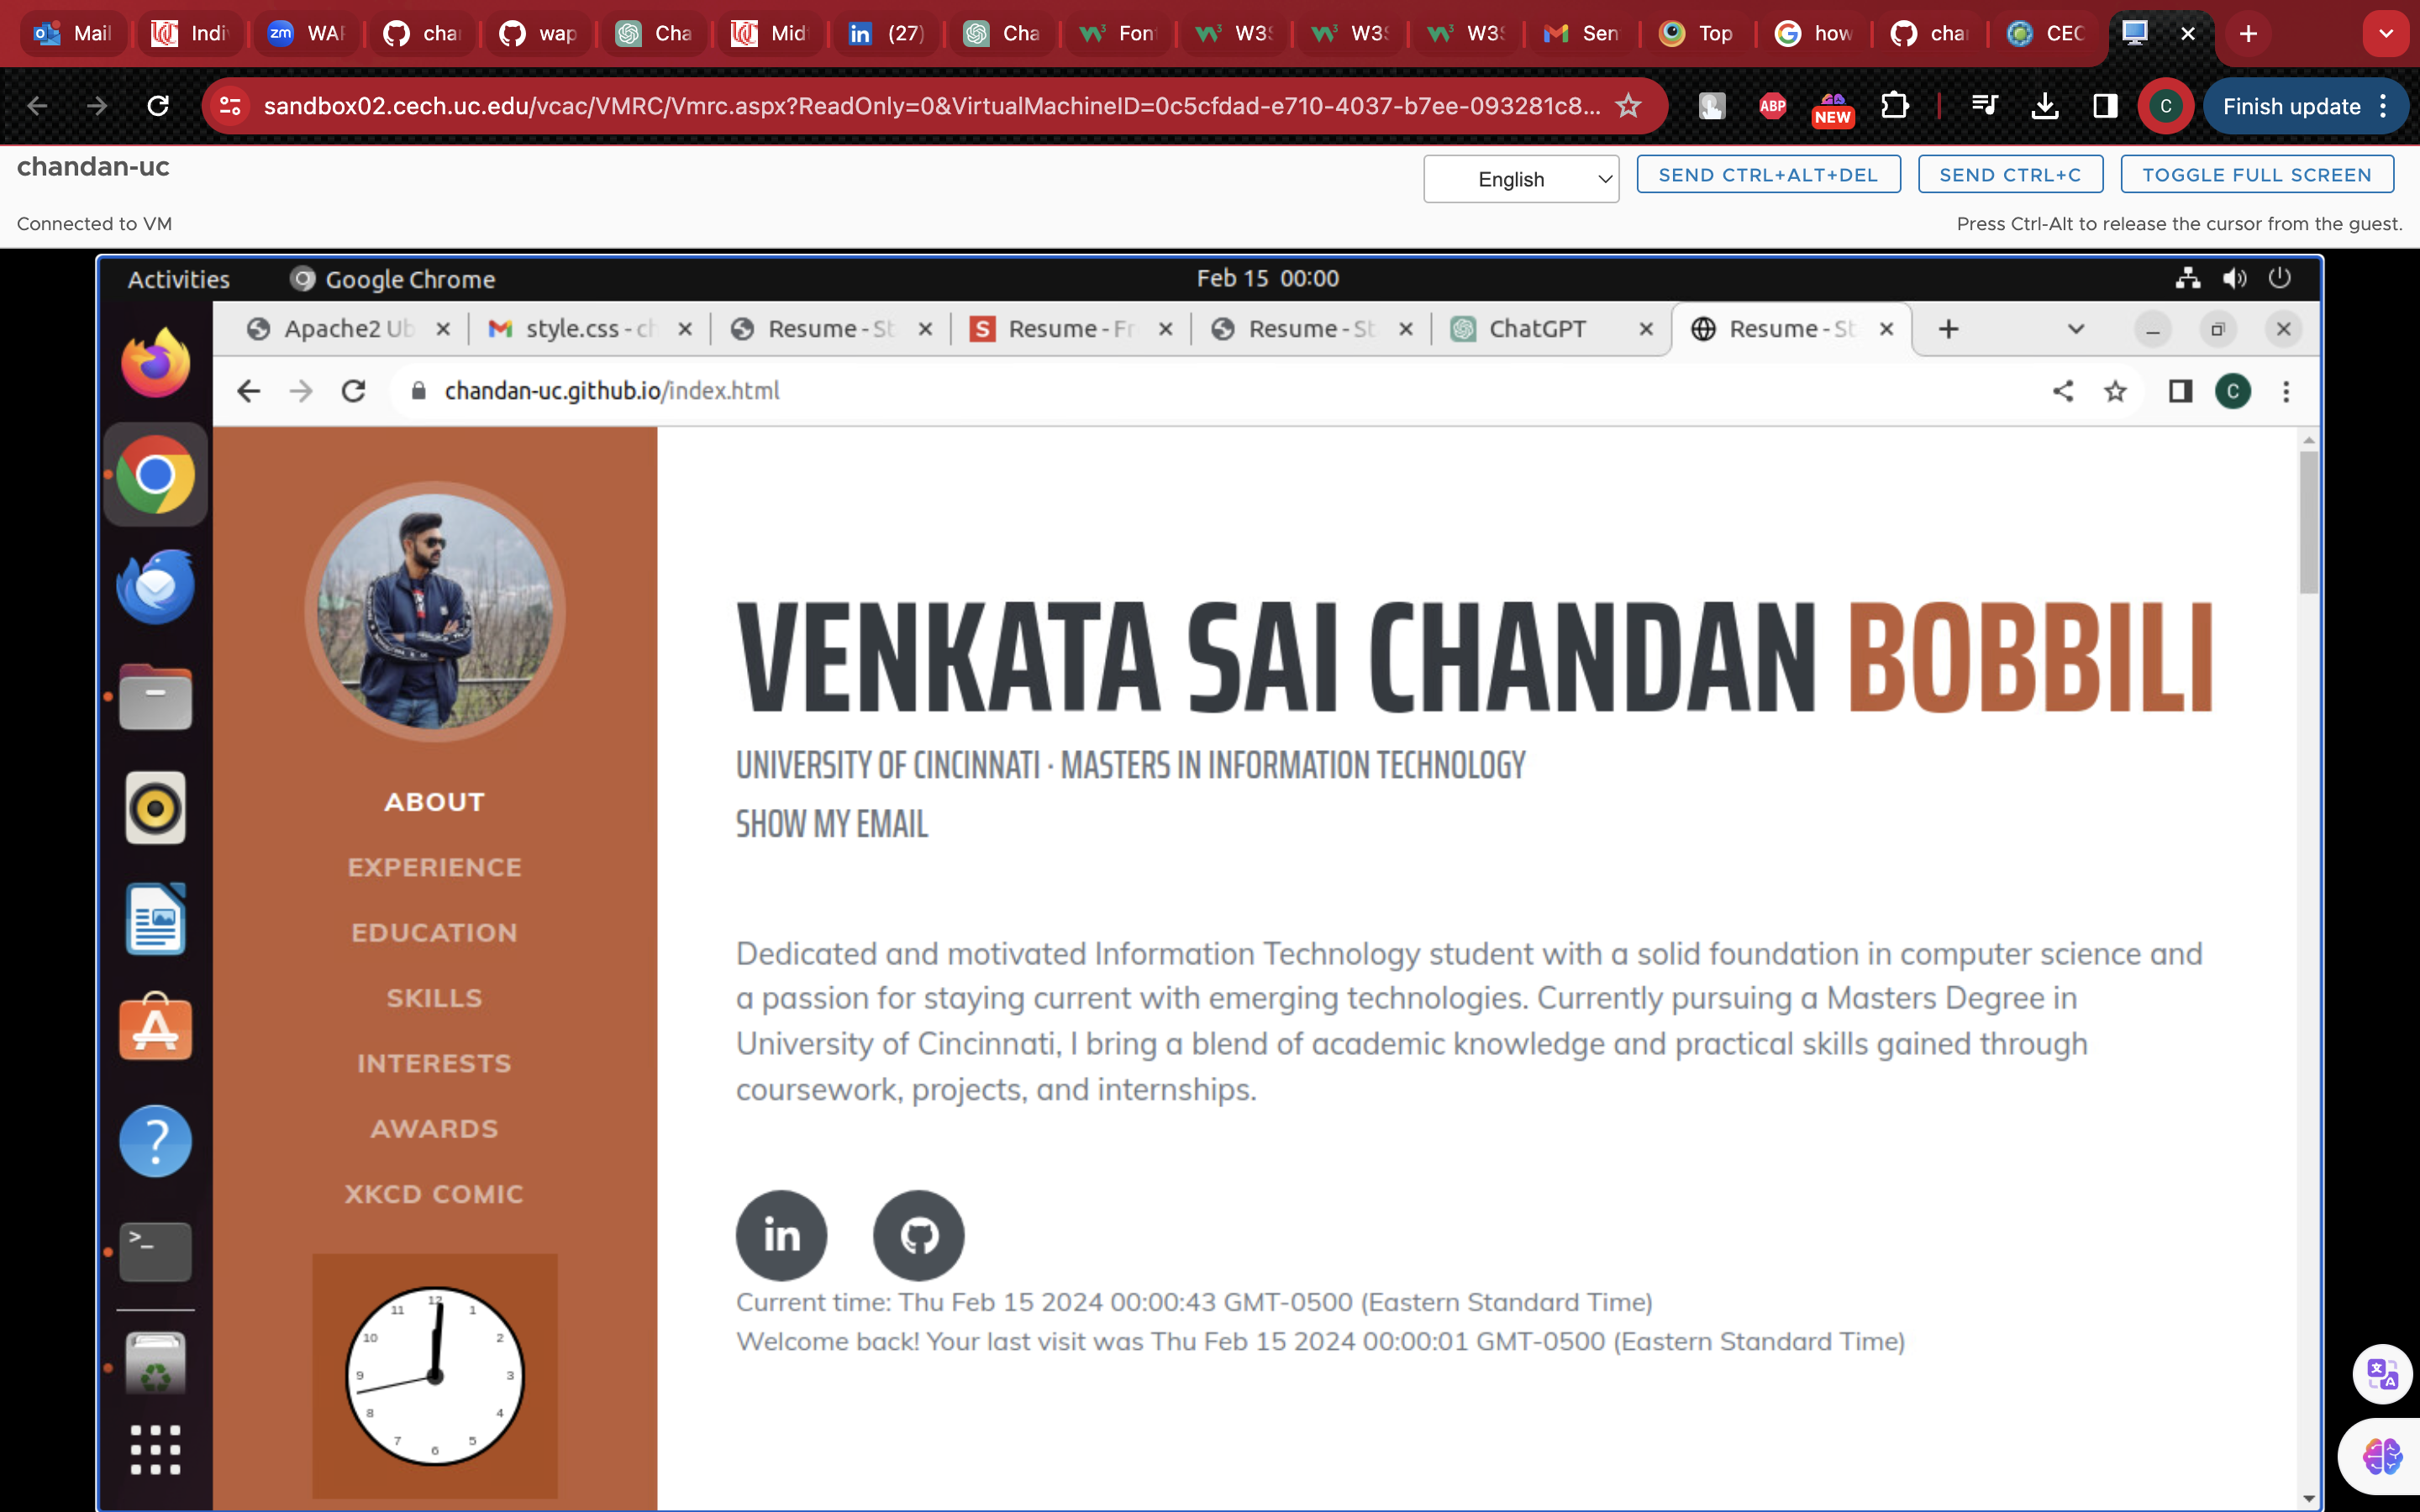 Mail
Indi
WAP
cha
wap
Cha
Mid
(27)
Cha
Fon
W3S
W3S
W3S
Sen
Top
how
cha
CEC
sandbox02.cech.uc.edu/vcac/VMRC/Vmrc.aspx?ReadOnly=0&VirtualMachineID=0c5cfdad-e710-4037-b7ee-093281c8...
ABP
NEW
C
Finish update
chandan-uc
English
SEND CTRL+ALT+DEL
SEND CTRL+C
TOGGLE FULL SCREEN
Connected to VM
Press Ctrl-Alt to release the cursor from the guest.
Activities
Google Chrome
Feb 15 00:00
Apache2 Ub
style.css - ch
Resume - St
Resume - Fr
Resume - St
ChatGPT
Resume - St
chandan-uc.github.io/index.html
C
VENKATA SAI CHANDAN BOBBILI
UNIVERSITY OF CINCINNATI · MASTERS IN INFORMATION TECHNOLOGY
SHOW MY EMAIL
ABOUT
EXPERIENCE
EDUCATION
SKILLS
INTERESTS
AWARDS
XKCD COMIC
Dedicated and motivated Information Technology student with a solid foundation in computer science and
a passion for staying current with emerging technologies. Currently pursuing a Masters Degree in
University of Cincinnati, I bring a blend of academic knowledge and practical skills gained through
coursework, projects, and internships.
in
Current time: Thu Feb 15 2024 00:00:43 GMT-0500 (Eastern Standard Time)
Welcome back! Your last visit was Thu Feb 15 2024 00:00:01 GMT-0500 (Eastern Standard Time)
12
1
2
3
4
5
6
7
8
9
10
11